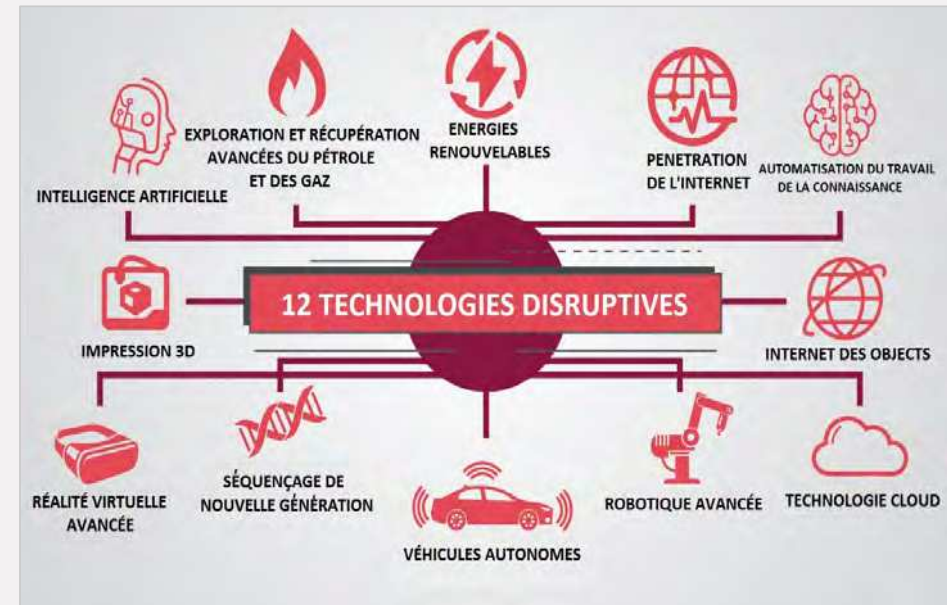 INTELLIGENCE ARTIFICIELLE
EXPLORATION ET RÉCUPÉRATION
AVANCÉES DU PÉTROLE
ET DES GAZ
ENERGIES
RENOUVELABLES
PENETRATION
DE L'INTERNET
AUTOMATISATION DU TRAVAIL
DE LA CONNAISSANCE
12 TECHNOLOGIES DISRUPTIVES
IMPRESSION 3D
INTERNET DES OBJECTS
RÉALITÉ VIRTUELLE
AVANCÉE
SÉQUENÇAGE DE
NOUVELLE GÉNÉRATION
VÉHICULES AUTONOMES
ROBOTIQUE AVANCÉE
TECHNOLOGIE CLOUD